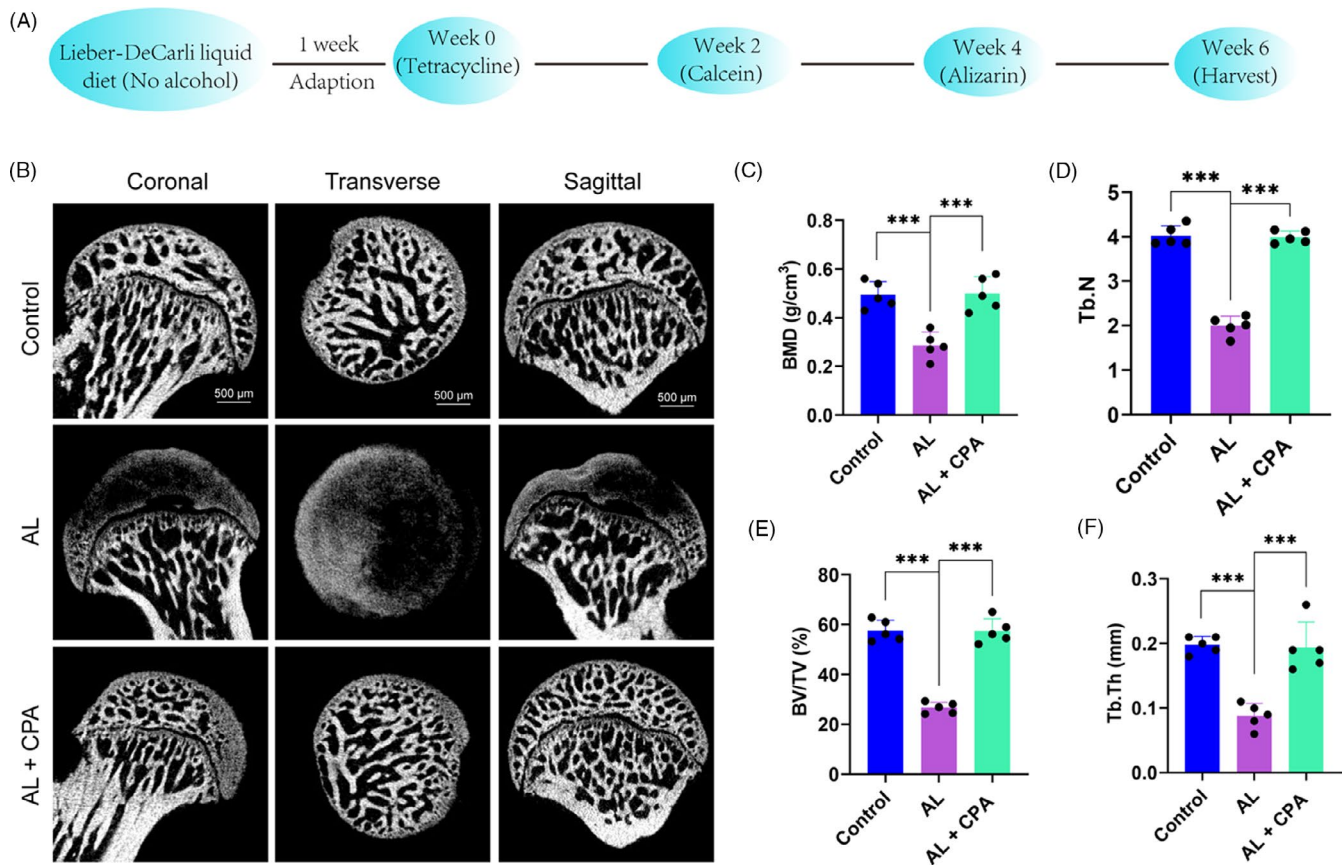 (A)
Lieber-DeCarli liquid
diet (No alcohol)
1 week
Adaption
Week 0
(Tetracycline)
Week 2
(Calcein)
Week 4
(Alizarin)
Week 6
(Harvest)
(B)
Coronal
Transverse
Sagittal
Control
500 µm
500 µm
500 µm
AL
AL + CPA
(C)
***
***
BMD (g/cm³)
0.8
0.6
0.4
0.2
0.0
Control
AL
AL + CPA
(D)
***
***
Tb.N
5
4
3
2
1
0
Control
AL
AL + CPA
(E)
***
***
BV/TV (%)
80
60
40
20
0
Control
AL
AL + CPA
(F)
***
***
Tb.Th (mm)
0.3
0.2
0.1
0.0
Control
AL
AL + CPA